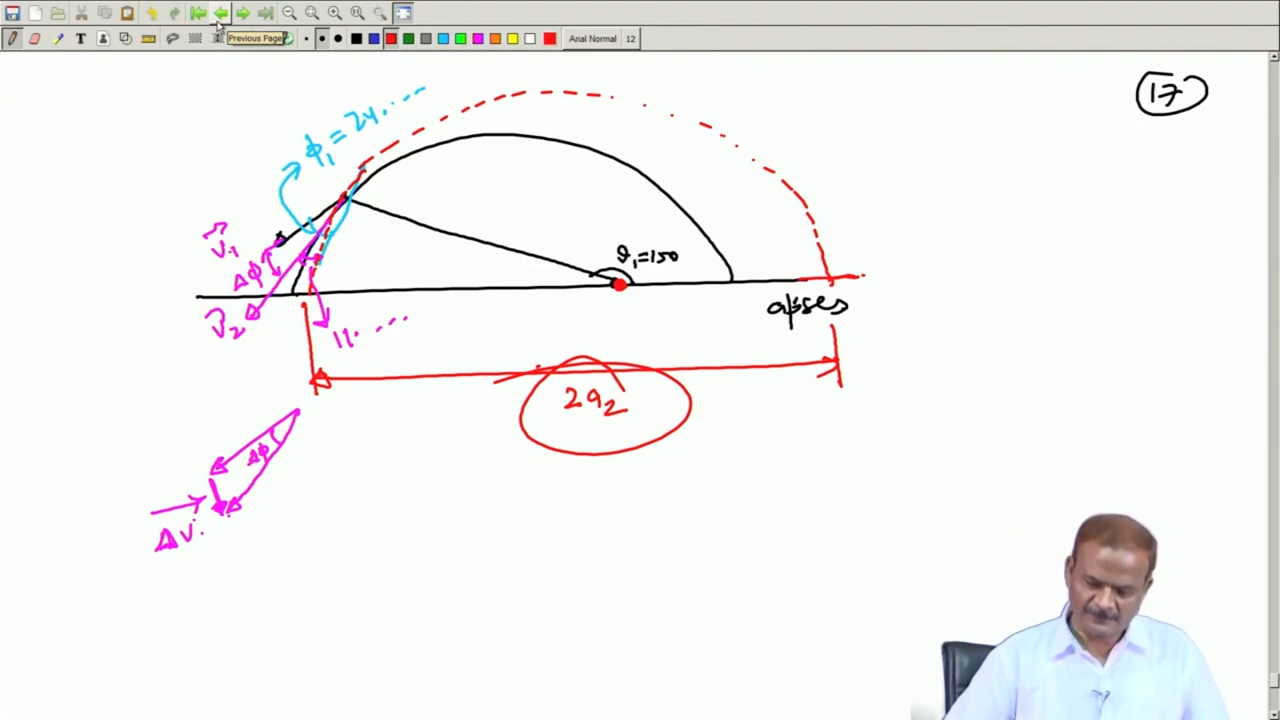 Previous Page
Arial Normal 12
17
φ₁ = 24. ...
V₁
Δφ
V₂
θ₁=150
apses
11. ...
2a₂
Δφ
ΔV